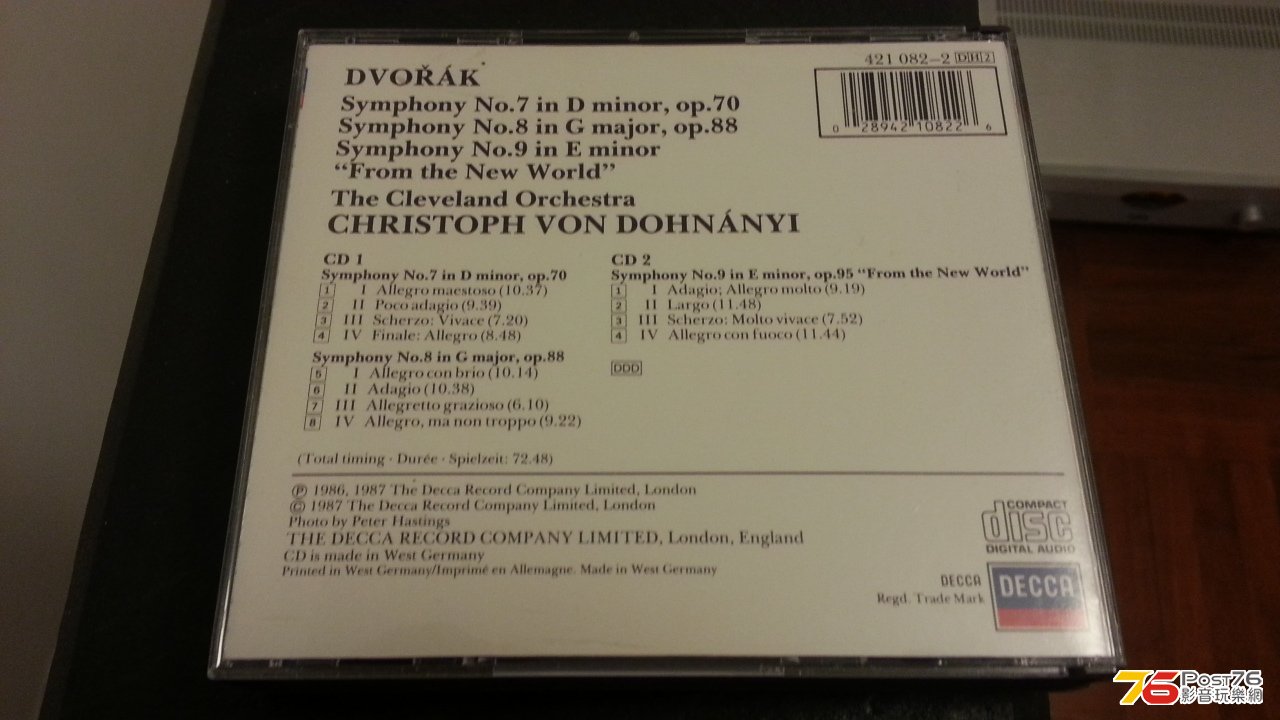 421 082-2 DH2
0 28942 10822 6
DVOŘÁK
Symphony No.7 in D minor, op.70
Symphony No.8 in G major, op.88
Symphony No.9 in E minor
“From the New World”
The Cleveland Orchestra
CHRISTOPH VON DOHNÁNYI
CD 1
Symphony No.7 in D minor, op.70
1 I Allegro maestoso (10.37)
2 II Poco adagio (9.39)
3 III Scherzo: Vivace (7.20)
4 IV Finale: Allegro (8.48)
Symphony No.8 in G major, op.88
5 I Allegro con brio (10.14)
6 II Adagio (10.38)
7 III Allegretto grazioso (6.10)
8 IV Allegro, ma non troppo (9.22)
CD 2
Symphony No.9 in E minor, op.95 “From the New World”
1 I Adagio; Allegro molto (9.19)
2 II Largo (11.48)
3 III Scherzo: Molto vivace (7.52)
4 IV Allegro con fuoco (11.44)
DDD
(Total timing · Durée · Spielzeit: 72.48)
℗ 1986, 1987 The Decca Record Company Limited, London
© 1987 The Decca Record Company Limited, London
Photo by Peter Hastings
THE DECCA RECORD COMPANY LIMITED, London, England
CD is made in West Germany
Printed in West Germany/Imprimé en Allemagne. Made in West Germany
COMPACT
disc
DIGITAL AUDIO
DECCA
Regd. Trade Mark
DECCA
76 Post76
影音玩樂網